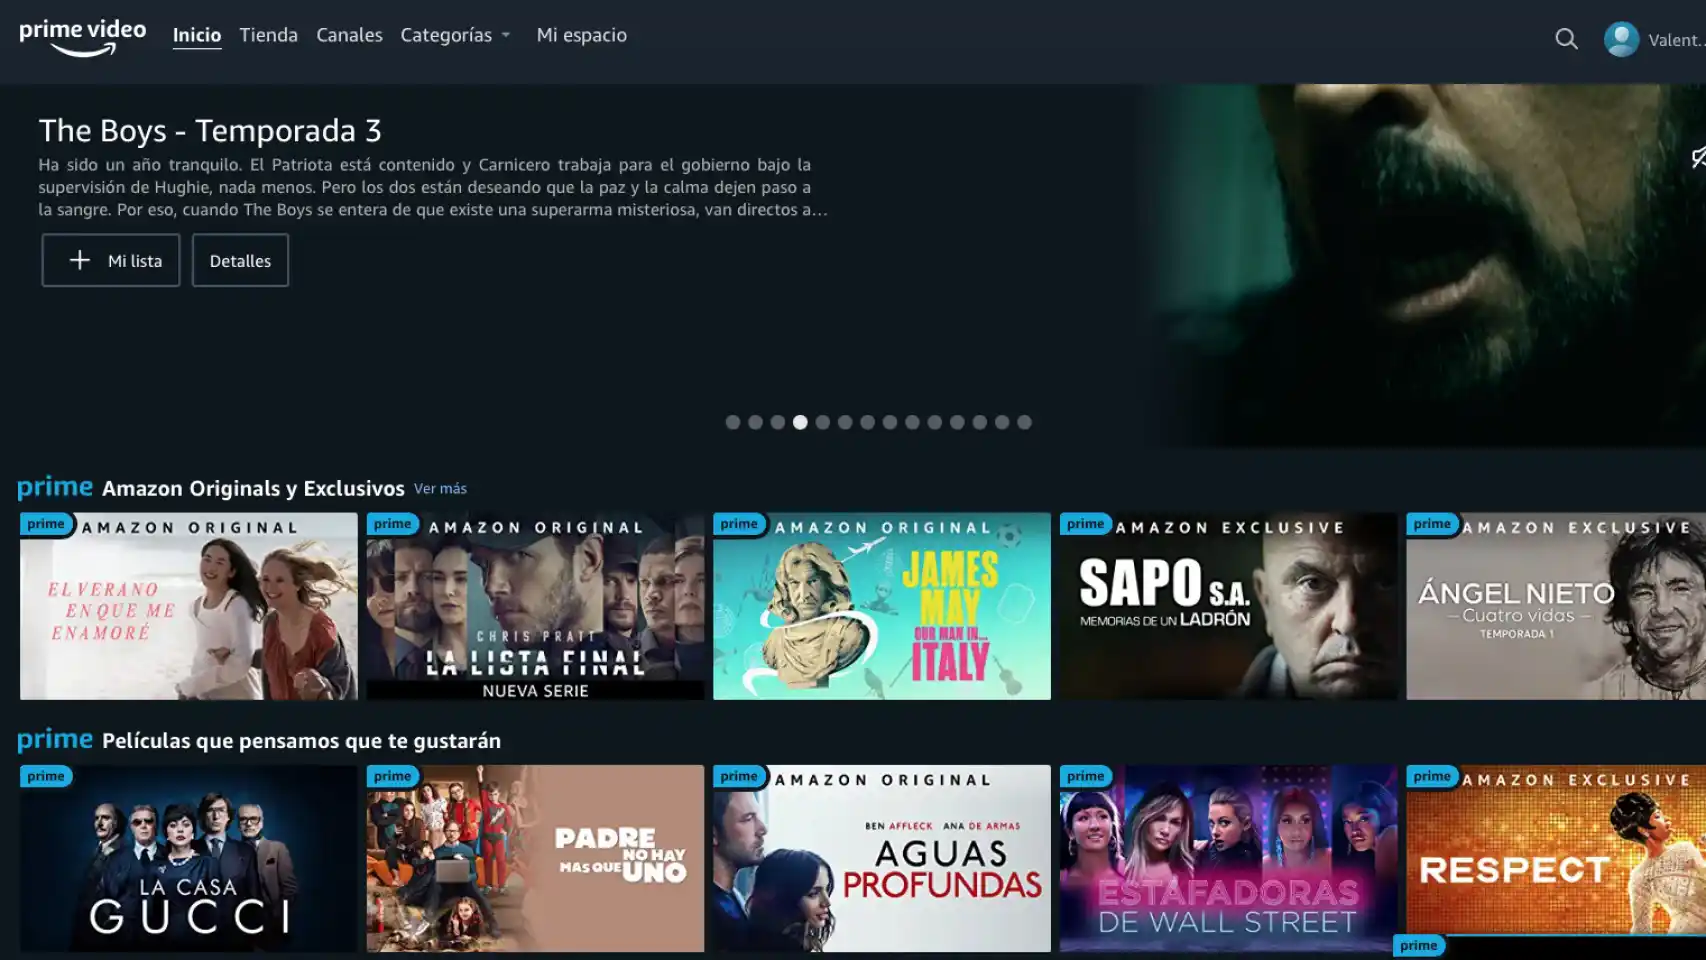 prime video
Inicio Tienda Canales Categorías Mi espacio
Valent...
The Boys - Temporada 3
Ha sido un año tranquilo. El Patriota está contenido y Carnicero trabaja para el gobierno bajo la
supervisión de Hughie, nada menos. Pero los dos están deseando que la paz y la calma dejen paso a
la sangre. Por eso, cuando The Boys se entera de que existe una superarma misteriosa, van directos a...
+ Mi lista
Detalles
prime Amazon Originals y Exclusivos Ver más
prime AMAZON ORIGINAL
EL VERANO
EN QUE ME
ENAMORÉ
prime AMAZON ORIGINAL
CHRIS PRATT
LA LISTA FINAL
NUEVA SERIE
prime AMAZON ORIGINAL
JAMES
MAY
OUR MAN IN...
ITALY
prime AMAZON EXCLUSIVE
SAPO S.A.
MEMORIAS DE UN LADRÓN
prime AMAZON EXCLUSIVE
ÁNGEL NIETO
—Cuatro vidas—
TEMPORADA 1
prime Películas que pensamos que te gustarán
prime
LA CASA
GUCCI
prime
PADRE
NO HAY
MAS QUE UNO
prime AMAZON ORIGINAL
BEN AFFLECK ANA DE ARMAS
AGUAS
PROFUNDAS
prime
ESTAFADORAS
DE WALL STREET
prime AMAZON EXCLUSIVE
RESPECT
prime